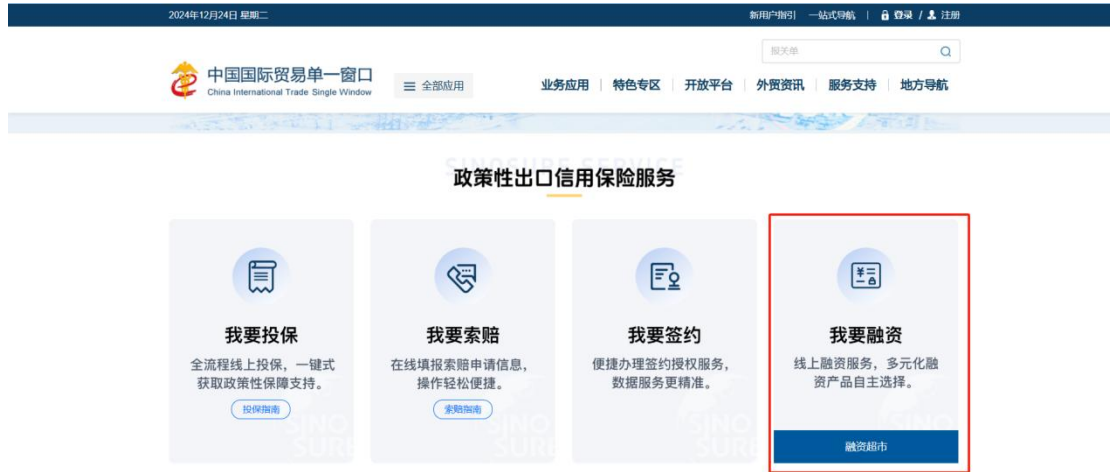 2024年12月24日 星期二
新用户指引 一站式导航 | 登录 / 注册
报关单
中国国际贸易单一窗口
China International Trade Single Window
全部应用
业务应用 | 特色专区 | 开放平台 | 外贸资讯 | 服务支持 | 地方导航
SINOSURE SERVICE
政策性出口信用保险服务
我要投保
全流程线上投保，一键式
获取政策性保障支持。
投保指南
SINO
SURE
我要索赔
在线填报索赔申请信息，
操作轻松便捷。
索赔指南
SINO
SURE
我要签约
便捷办理签约授权服务，
数据服务更精准。
SINO
SURE
我要融资
线上融资服务，多元化融
资产品自主选择。
SINO
融资超市